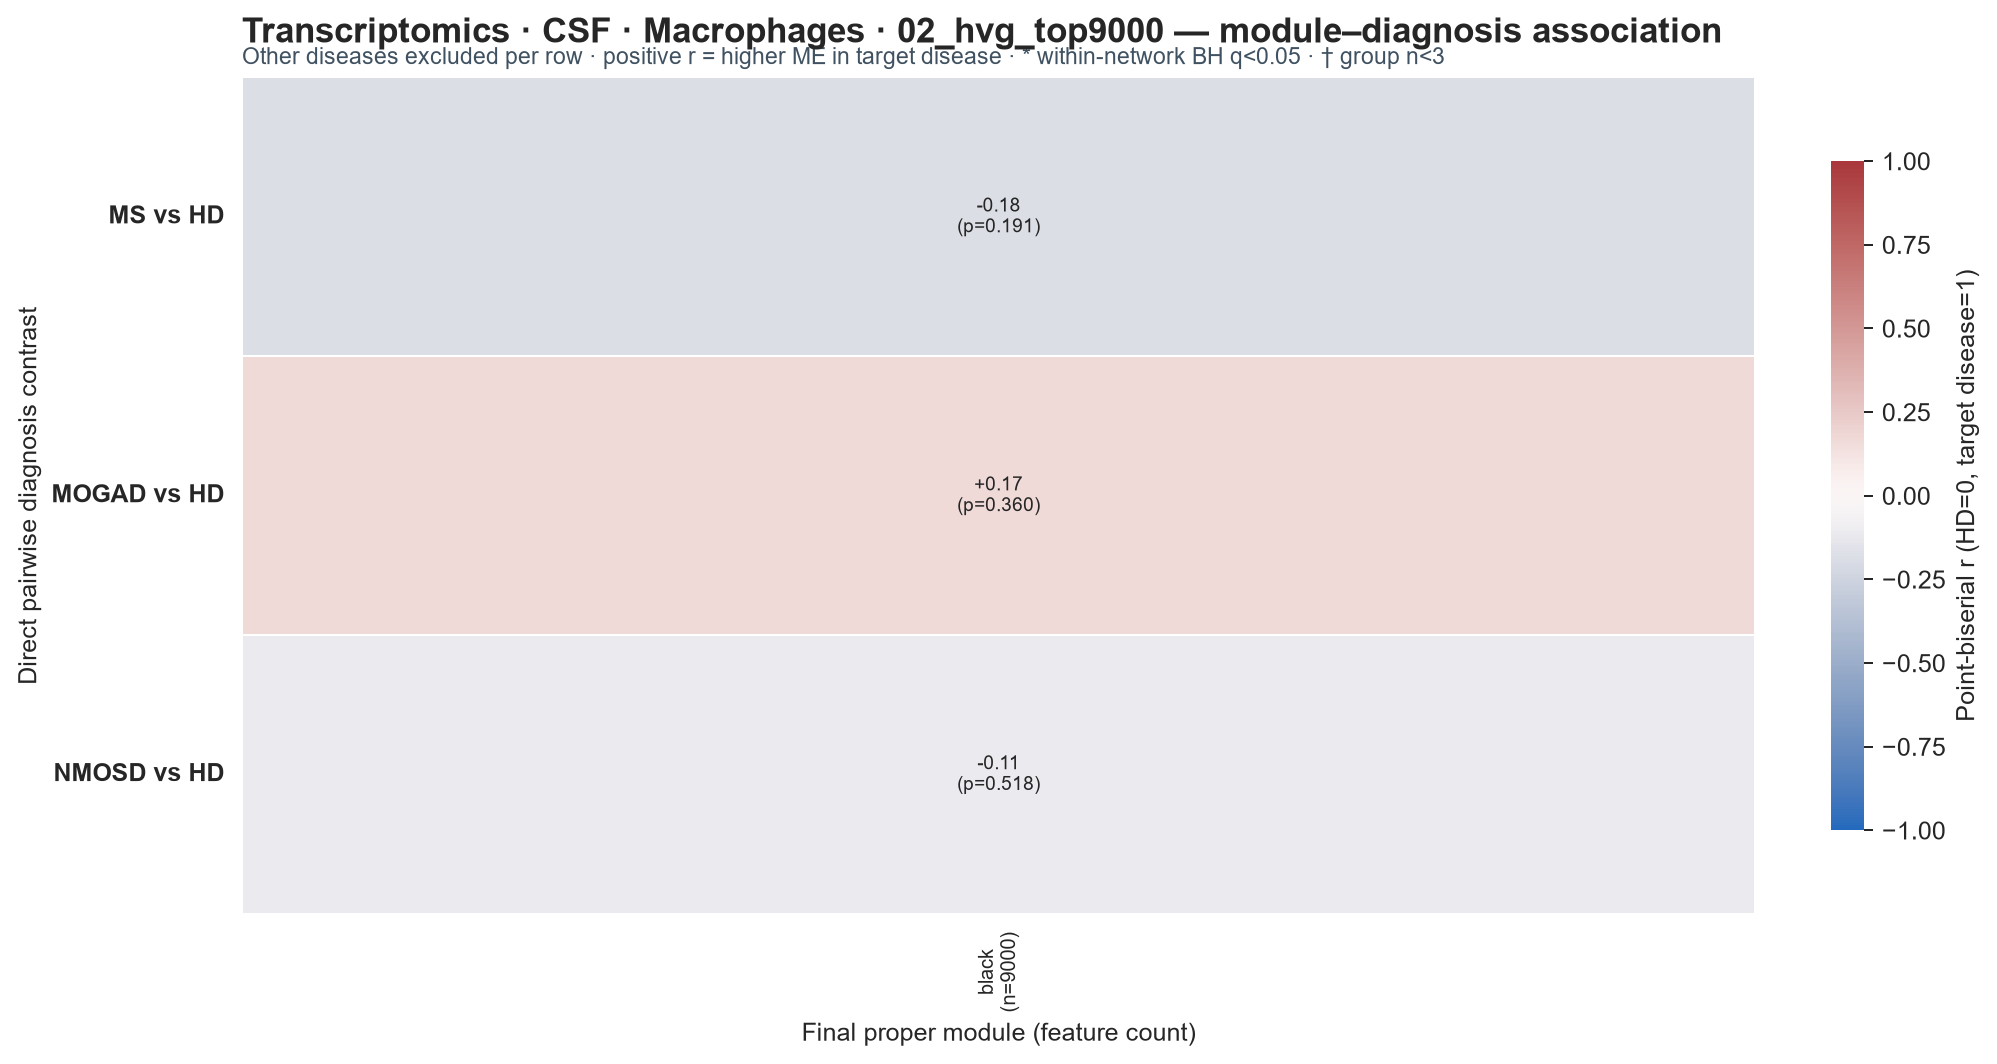 Transcriptomics · CSF · Macrophages · 02_hvg_top9000 — module–diagnosis association
Other diseases excluded per row · positive r = higher ME in target disease · * within-network BH q<0.05 · † group n<3
Direct pairwise diagnosis contrast
MS vs HD
-0.18
(p=0.191)
MOGAD vs HD
+0.17
(p=0.360)
NMOSD vs HD
-0.11
(p=0.518)
black
(n=9000)
Final proper module (feature count)
1.00
0.75
0.50
0.25
0.00
−0.25
−0.50
−0.75
−1.00
Point-biserial r (HD=0, target disease=1)